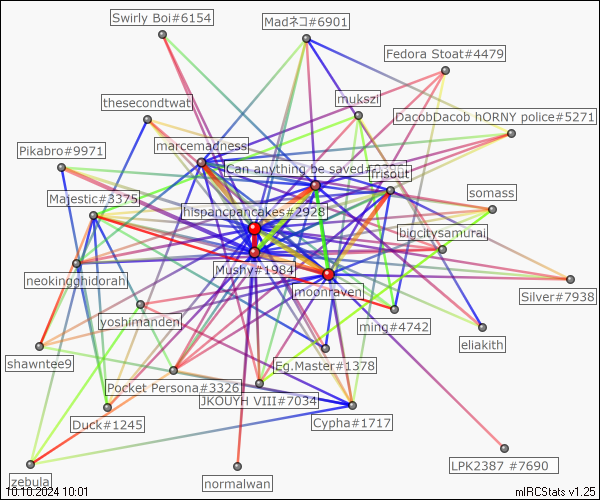 Swirly Boi#6154
Madネコ#6901
Fedora Stoat#4479
thesecondtwat
mukszi
DacobDacob hORNY police#5271
marcemadness
Pikabro#9971
Can anything be saved
frisout
Majestic#3375
somass
hispancpancakes#2928
bigcitysamurai
Mushy#1984
neokingghidorah
moonraven
Silver#7938
yoshimanden
ming#4742
eliakith
shawntee9
Eg.Master#1378
Pocket Persona#3326
JKOUYH VIII#7034
Duck#1245
Cypha#1717
LPK2387 #7690
zebula
normalwan
10.10.2024 10:01
mIRCStats v1.25